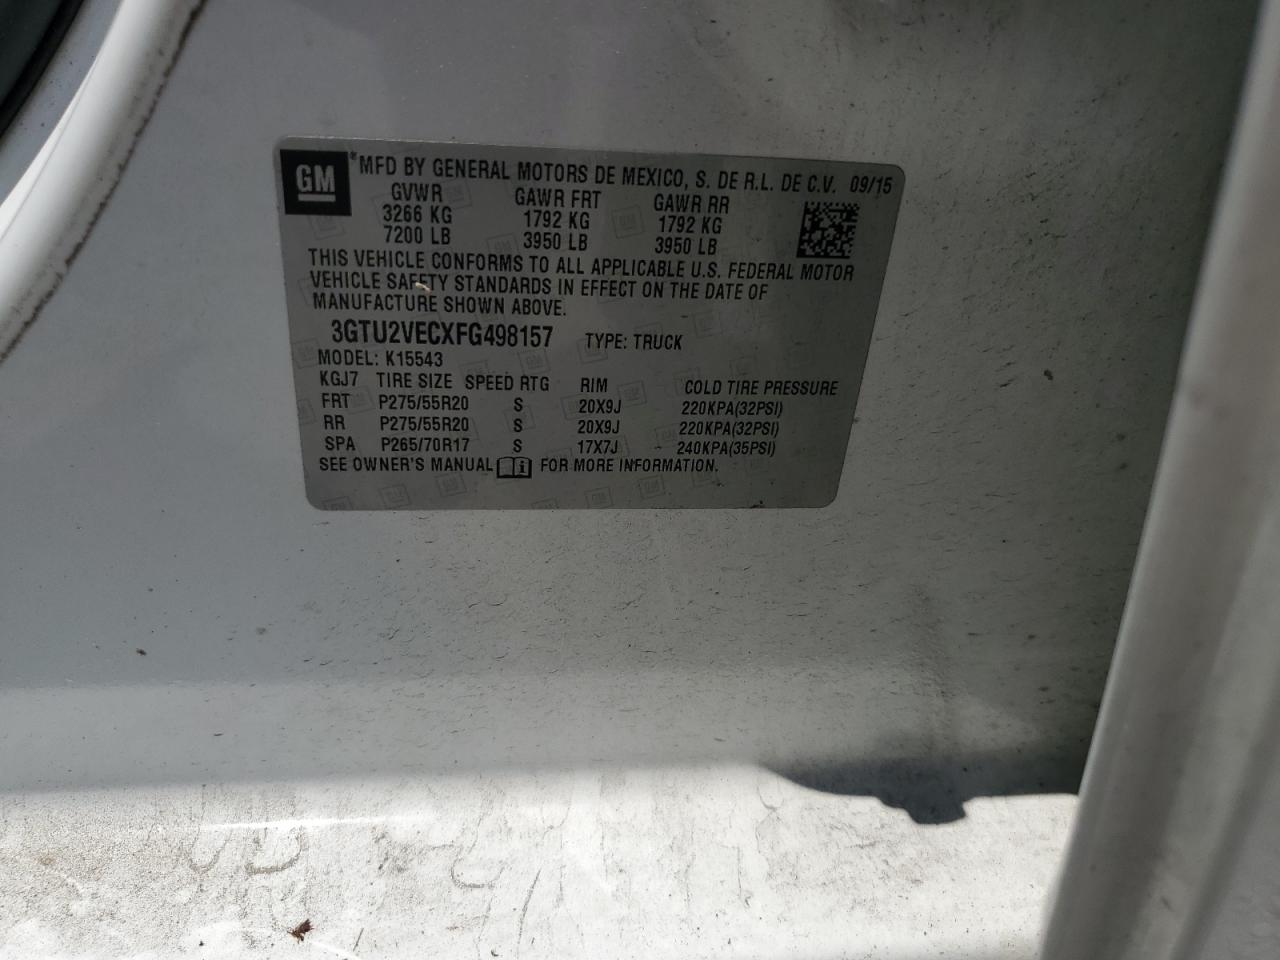 GM *MFD BY GENERAL MOTORS DE MEXICO, S. DE R.L. DE C.V. 09/15
GVWR GAWR FRT GAWR RR
3266 KG 1792 KG 1792 KG
7200 LB 3950 LB 3950 LB
THIS VEHICLE CONFORMS TO ALL APPLICABLE U.S. FEDERAL MOTOR
VEHICLE SAFETY STANDARDS IN EFFECT ON THE DATE OF
MANUFACTURE SHOWN ABOVE.
3GTU2VECXFG498157 TYPE: TRUCK
MODEL: K15543
KGJ7 TIRE SIZE SPEED RTG RIM COLD TIRE PRESSURE
FRT P275/55R20 S 20X9J 220KPA(32PSI)
RR P275/55R20 S 20X9J 220KPA(32PSI)
SPA P265/70R17 S 17X7J 240KPA(35PSI)
SEE OWNER'S MANUAL FOR MORE INFORMATION.